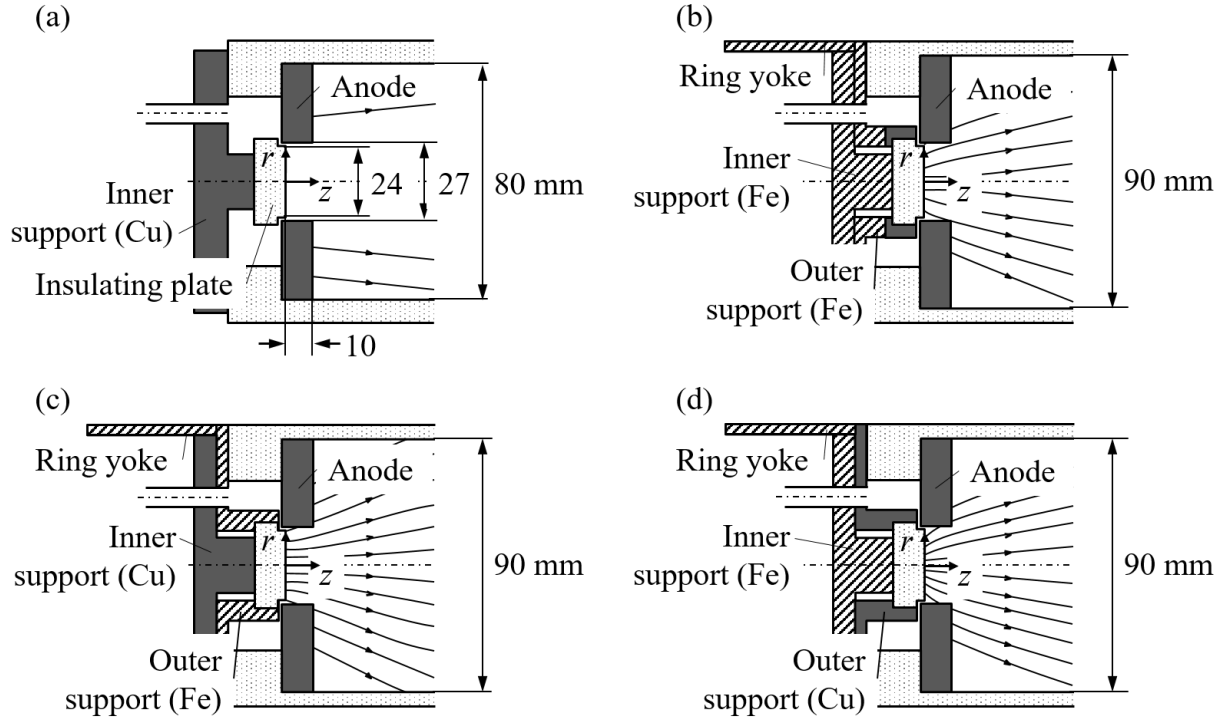 (a)
Anode
r
z
24
27
80 mm
Inner
support (Cu)
Insulating plate
10
(b)
Ring yoke
Anode
r
z
Inner
support (Fe)
Outer
support (Fe)
90 mm
(c)
Ring yoke
Anode
r
z
Inner
support (Cu)
Outer
support (Fe)
90 mm
(d)
Ring yoke
Anode
r
z
Inner
support (Fe)
Outer
support (Cu)
90 mm